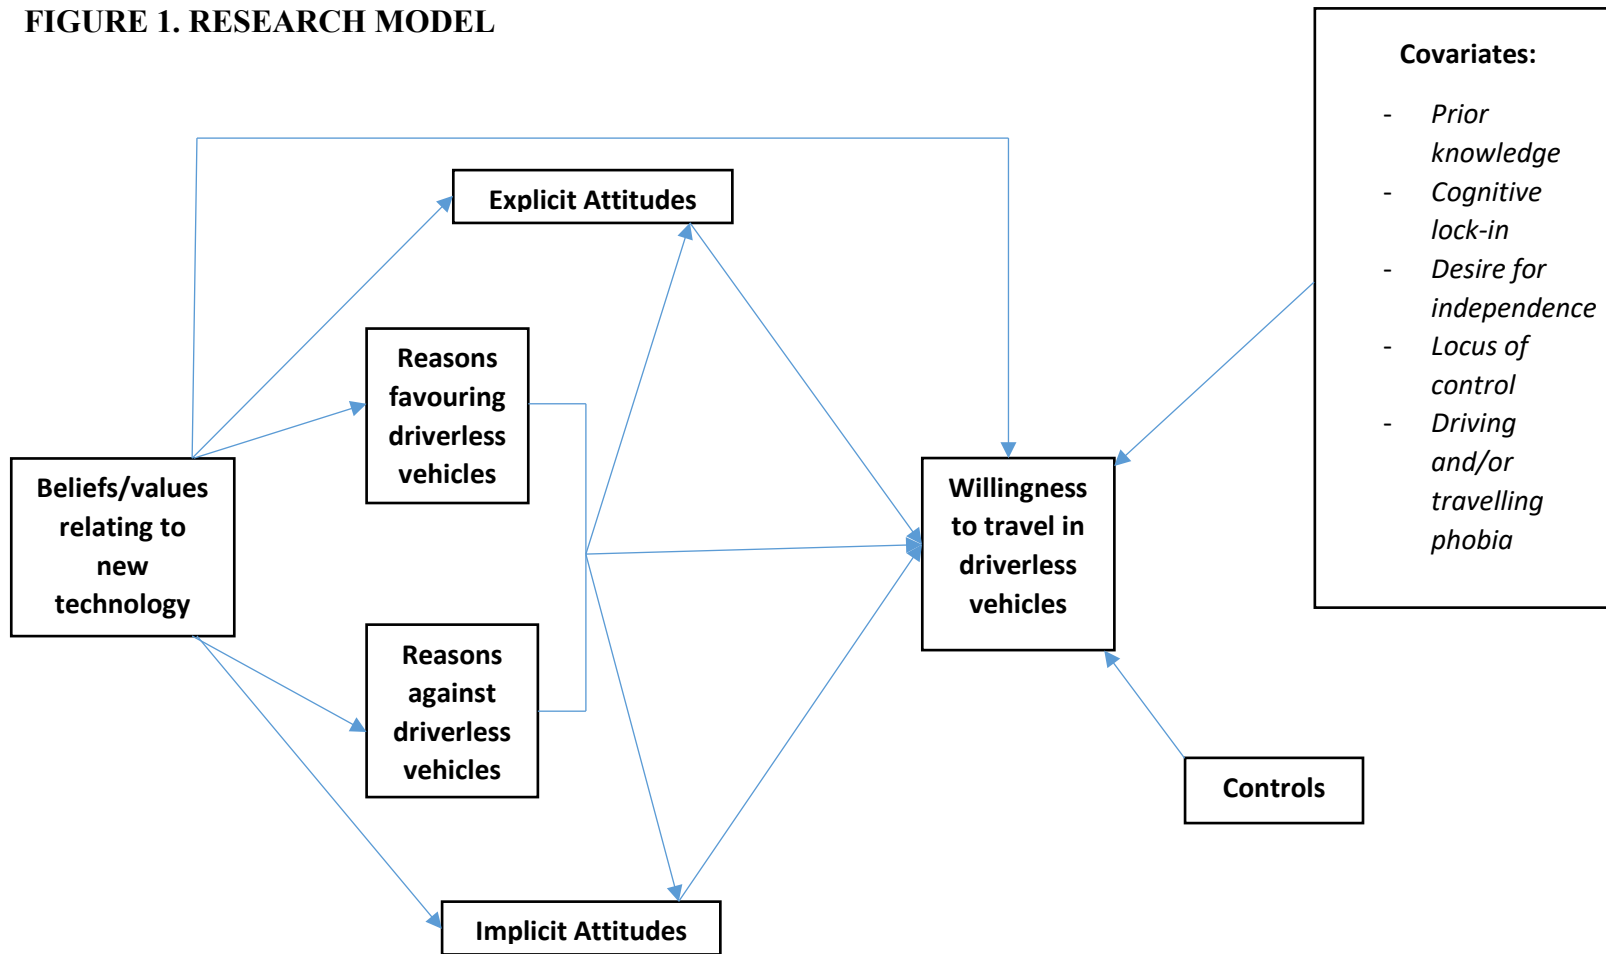 FIGURE 1. RESEARCH MODEL
Covariates:
- Prior
knowledge
- Cognitive
lock-in
- Desire for
independence
- Locus of
control
- Driving
and/or
travelling
phobia
Explicit Attitudes
Reasons
favouring
driverless
vehicles
Beliefs/values
relating to
new
technology
Willingness
to travel in
driverless
vehicles
Reasons
against
driverless
vehicles
Controls
Implicit Attitudes